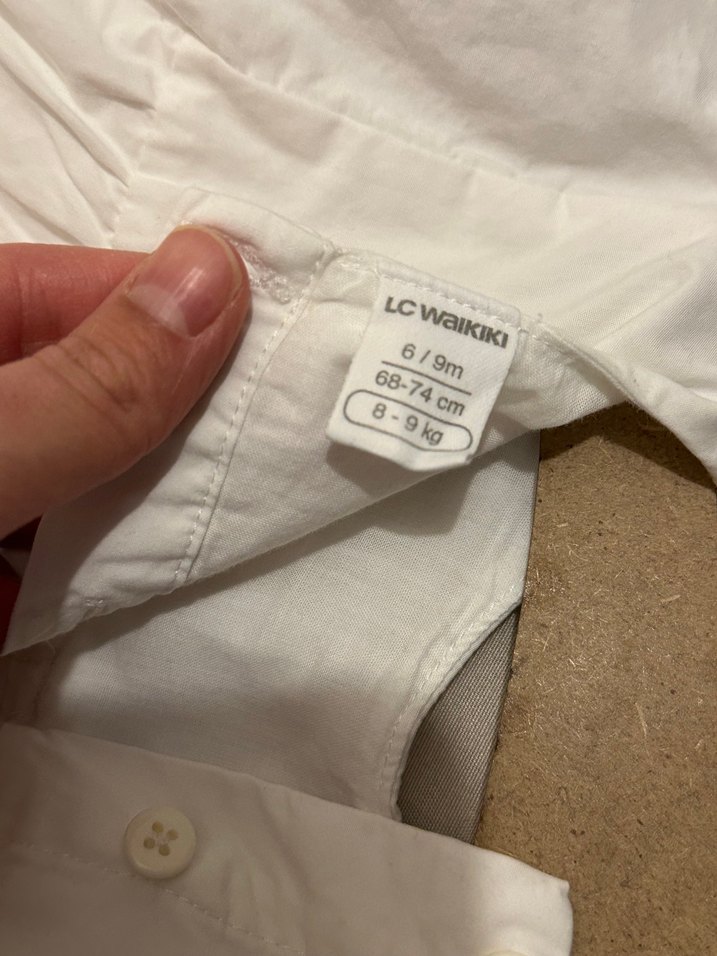 LC Waikiki
6 / 9m
68-74 cm
8 - 9 kg